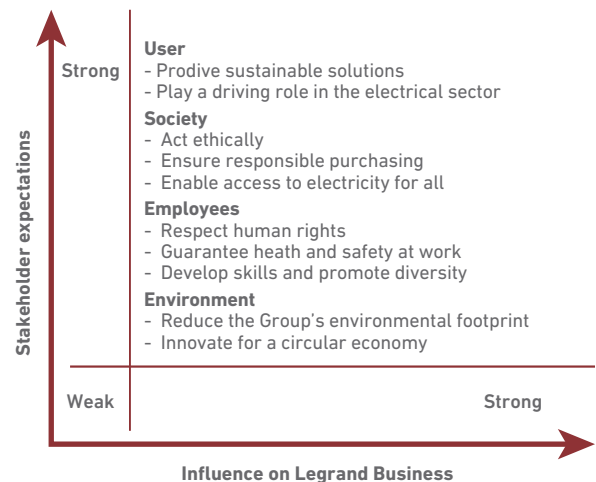 Stakeholder expectations
Strong
User
- Prodive sustainable solutions
- Play a driving role in the electrical sector
Society
- Act ethically
- Ensure responsible purchasing
- Enable access to electricity for all
Employees
- Respect human rights
- Guarantee heath and safety at work
- Develop skills and promote diversity
Environment
- Reduce the Group's environmental footprint
- Innovate for a circular economy
Weak
Strong
Influence on Legrand Business